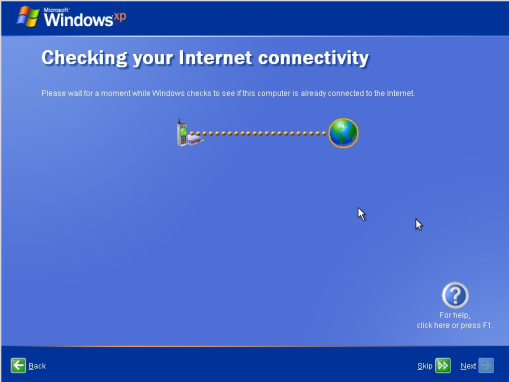 Microsoft
Windows xp
Checking your Internet connectivity
Please wait for a moment while Windows checks to see if this computer is already connected to the Internet.
?
For help,
click here or press F1.
Back
Skip
Next